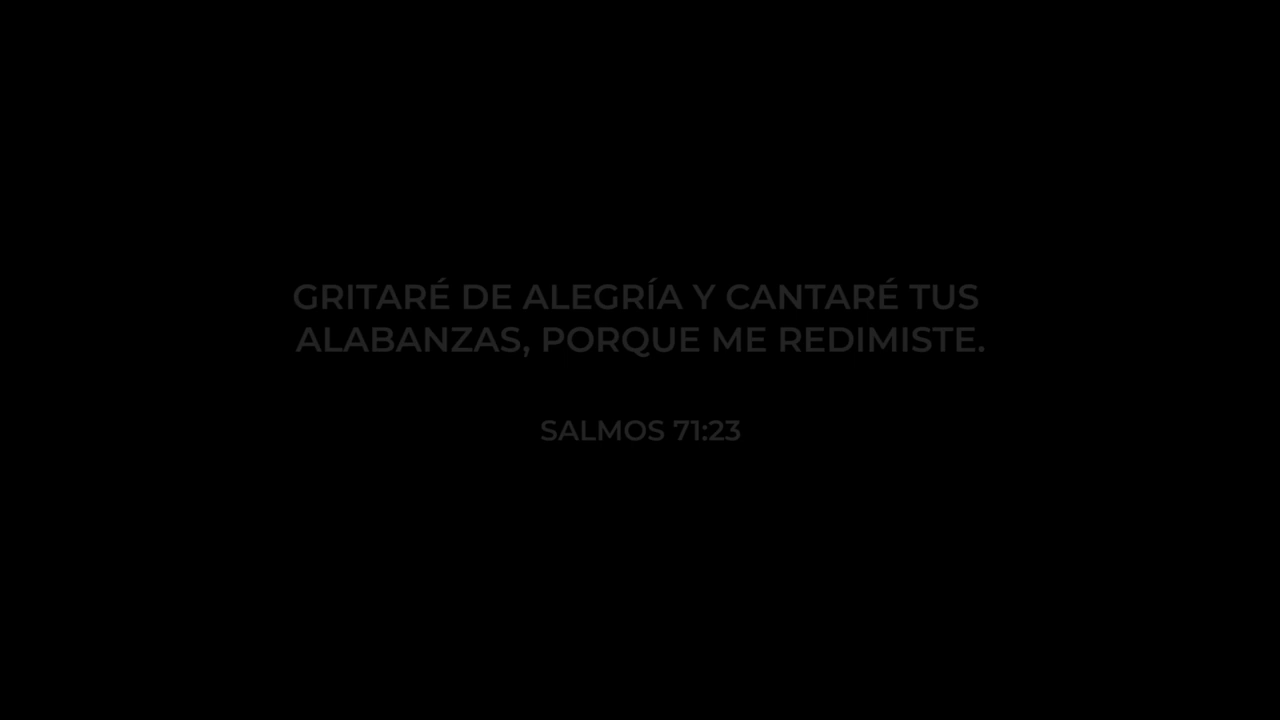 GRITARÉ DE ALEGRÍA Y CANTARÉ TUS
ALABANZAS, PORQUE ME REDIMISTE.
SALMOS 71:23